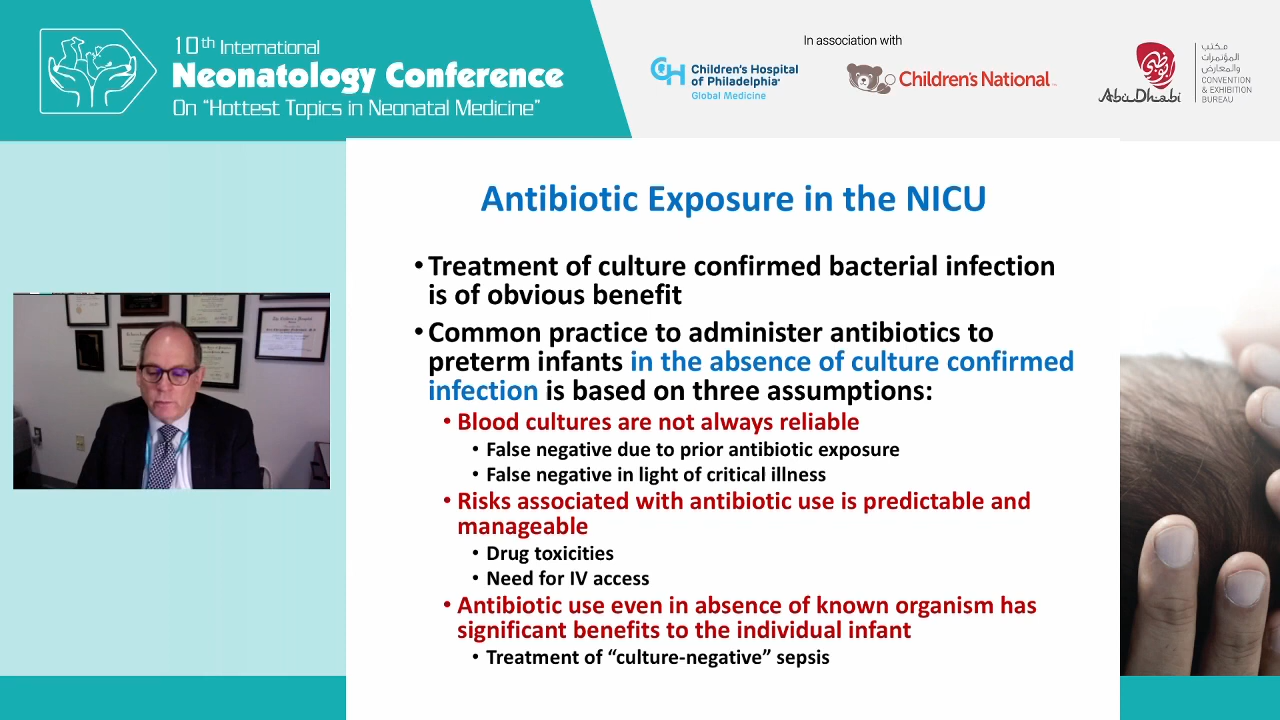 10th International
Neonatology Conference
On "Hottest Topics in Neonatal Medicine"
In association with
Children's Hospital
of Philadelphia
Global Medicine
Children's National
أبوظبي
Abu Dhabi
مكتب
المؤتمرات
والمعارض
CONVENTION
& EXHIBITION
BUREAU
Antibiotic Exposure in the NICU
• Treatment of culture confirmed bacterial infection
is of obvious benefit
• Common practice to administer antibiotics to
preterm infants in the absence of culture confirmed
infection is based on three assumptions:
• Blood cultures are not always reliable
• False negative due to prior antibiotic exposure
• False negative in light of critical illness
• Risks associated with antibiotic use is predictable and
manageable
• Drug toxicities
• Need for IV access
• Antibiotic use even in absence of known organism has
significant benefits to the individual infant
• Treatment of “culture-negative” sepsis